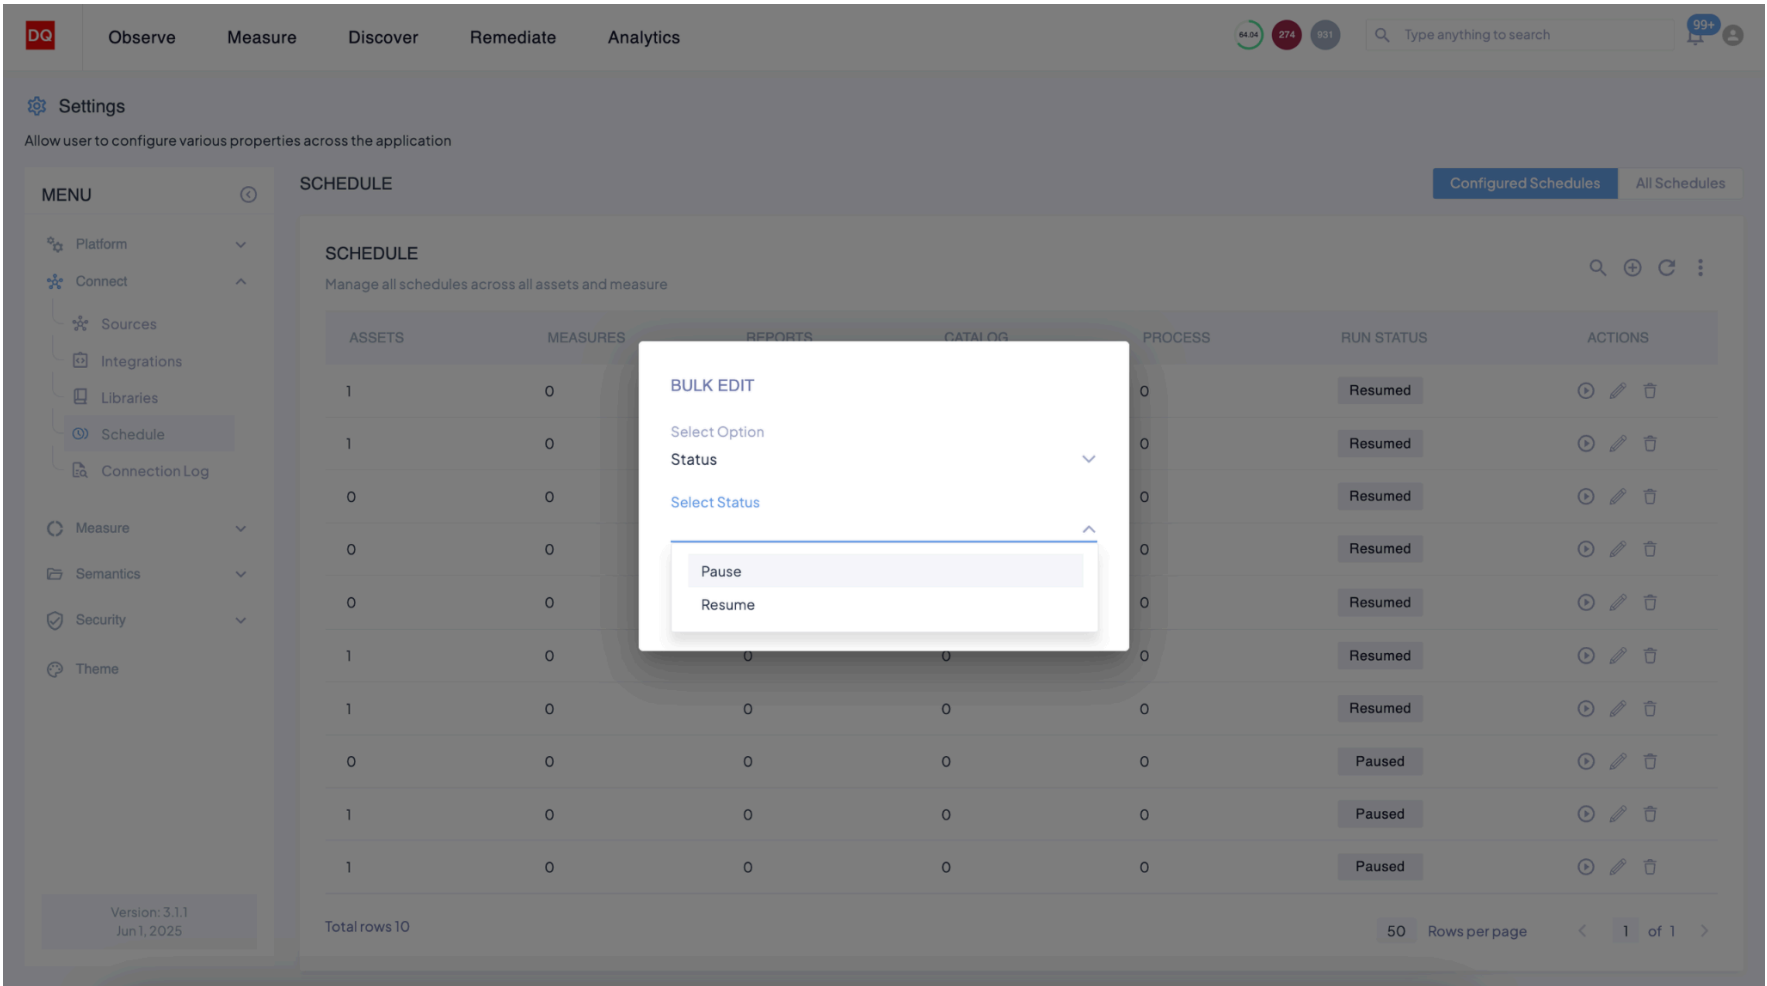 DQ Observe Measure Discover Remediate Analytics 64.04 274 931 Type anything to search 99+
Settings
Allow user to configure various properties across the application
MENU
Platform
Connect
Sources
Integrations
Libraries
Schedule
Connection Log
Measure
Semantics
Security
Theme
Version: 3.1.1
Jun 1, 2025
SCHEDULE Configured Schedules All Schedules
SCHEDULE
Manage all schedules across all assets and measure
ASSETS MEASURES REPORTS CATALOG PROCESS RUN STATUS ACTIONS
1 0 0 Resumed
1 0 0 Resumed
0 0 0 Resumed
0 0 0 Resumed
0 0 0 Resumed
1 0 0 0 0 Resumed
1 0 0 0 0 Resumed
0 0 0 0 0 Paused
1 0 0 0 0 Paused
1 0 0 0 0 Paused
Total rows 10 50 Rows per page 1 of 1
BULK EDIT
Select Option
Status
Select Status
Pause
Resume